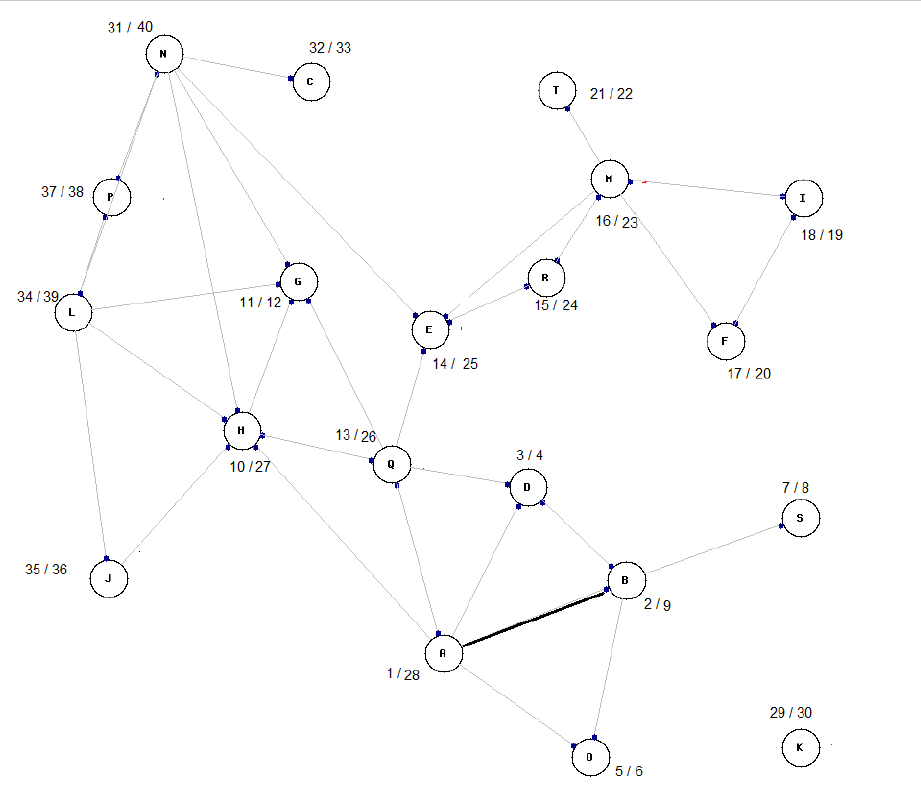 31 / 40
N
32 / 33
C
T
21 / 22
37 / 38
P
M
16 / 23
I
18 / 19
34 / 39
L
G
11 / 12
R
15 / 24
E
14 / 25
F
17 / 20
H
10 / 27
13 / 26
Q
3 / 4
D
7 / 8
S
35 / 36
J
B
2 / 9
A
1 / 28
29 / 30
K
O
5 / 6